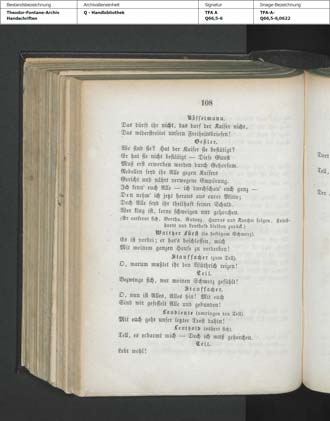 Bestandsbezeichnung
Archivalieneinheit
Signatur
Image-Bezeichnung
Theodor-Fontane-Archiv
Handschriften
Q - Handbibliothek
TFA A
Q66,5-6
TFA-A-
Q66,5-6,0622
108
Rösselmann.
Das dürft ihr nicht, das darf der Kaiser nicht,
Das widerstreitet unsern Freiheitsbriefen!
Geßler.
Wo sind sie? Hat der Kaiser sie bestätigt?
Er hat sie nicht bestätigt — Diese Gunst
Muß erst erworben werden durch Gehorsam.
Rebellen seyd ihr Alle gegen Kaisers
Gericht und nährt verwegene Empörung.
Ich kenn' euch Alle — ich durchschau' euch ganz —
Den nehm' ich jetzt heraus aus eurer Mitte;
Doch Alle seyd ihr theilhaft seiner Schuld.
Wer klug ist, lerne schweigen und gehorchen.
(Er entfernt sich, Bertha, Rudenz, Harras und Knechte folgen, Frieß-
hardt und Leuthold bleiben zurück.)
Walther Fürst (in heftigem Schmerz).
Es ist vorbei; er hat's beschlossen, mich
Mit meinem ganzen Hause zu verderben!
Stauffacher (zum Tell).
O, warum mußtet ihr den Wüthrich reizen!
Tell.
Bezwinge sich, wer meinen Schmerz gefühlt!
Stauffacher.
O, nun ist Alles, Alles hin! Mit euch
Sind wir gefesselt Alle und gebunden!
Landleute (umringen den Tell).
Mit euch geht unser letzter Trost dahin!
Leuthold (nähert sich).
Tell, es erbarmt mich — Doch ich muß gehorchen.
Tell.
Lebt wohl!
Tell,
Der